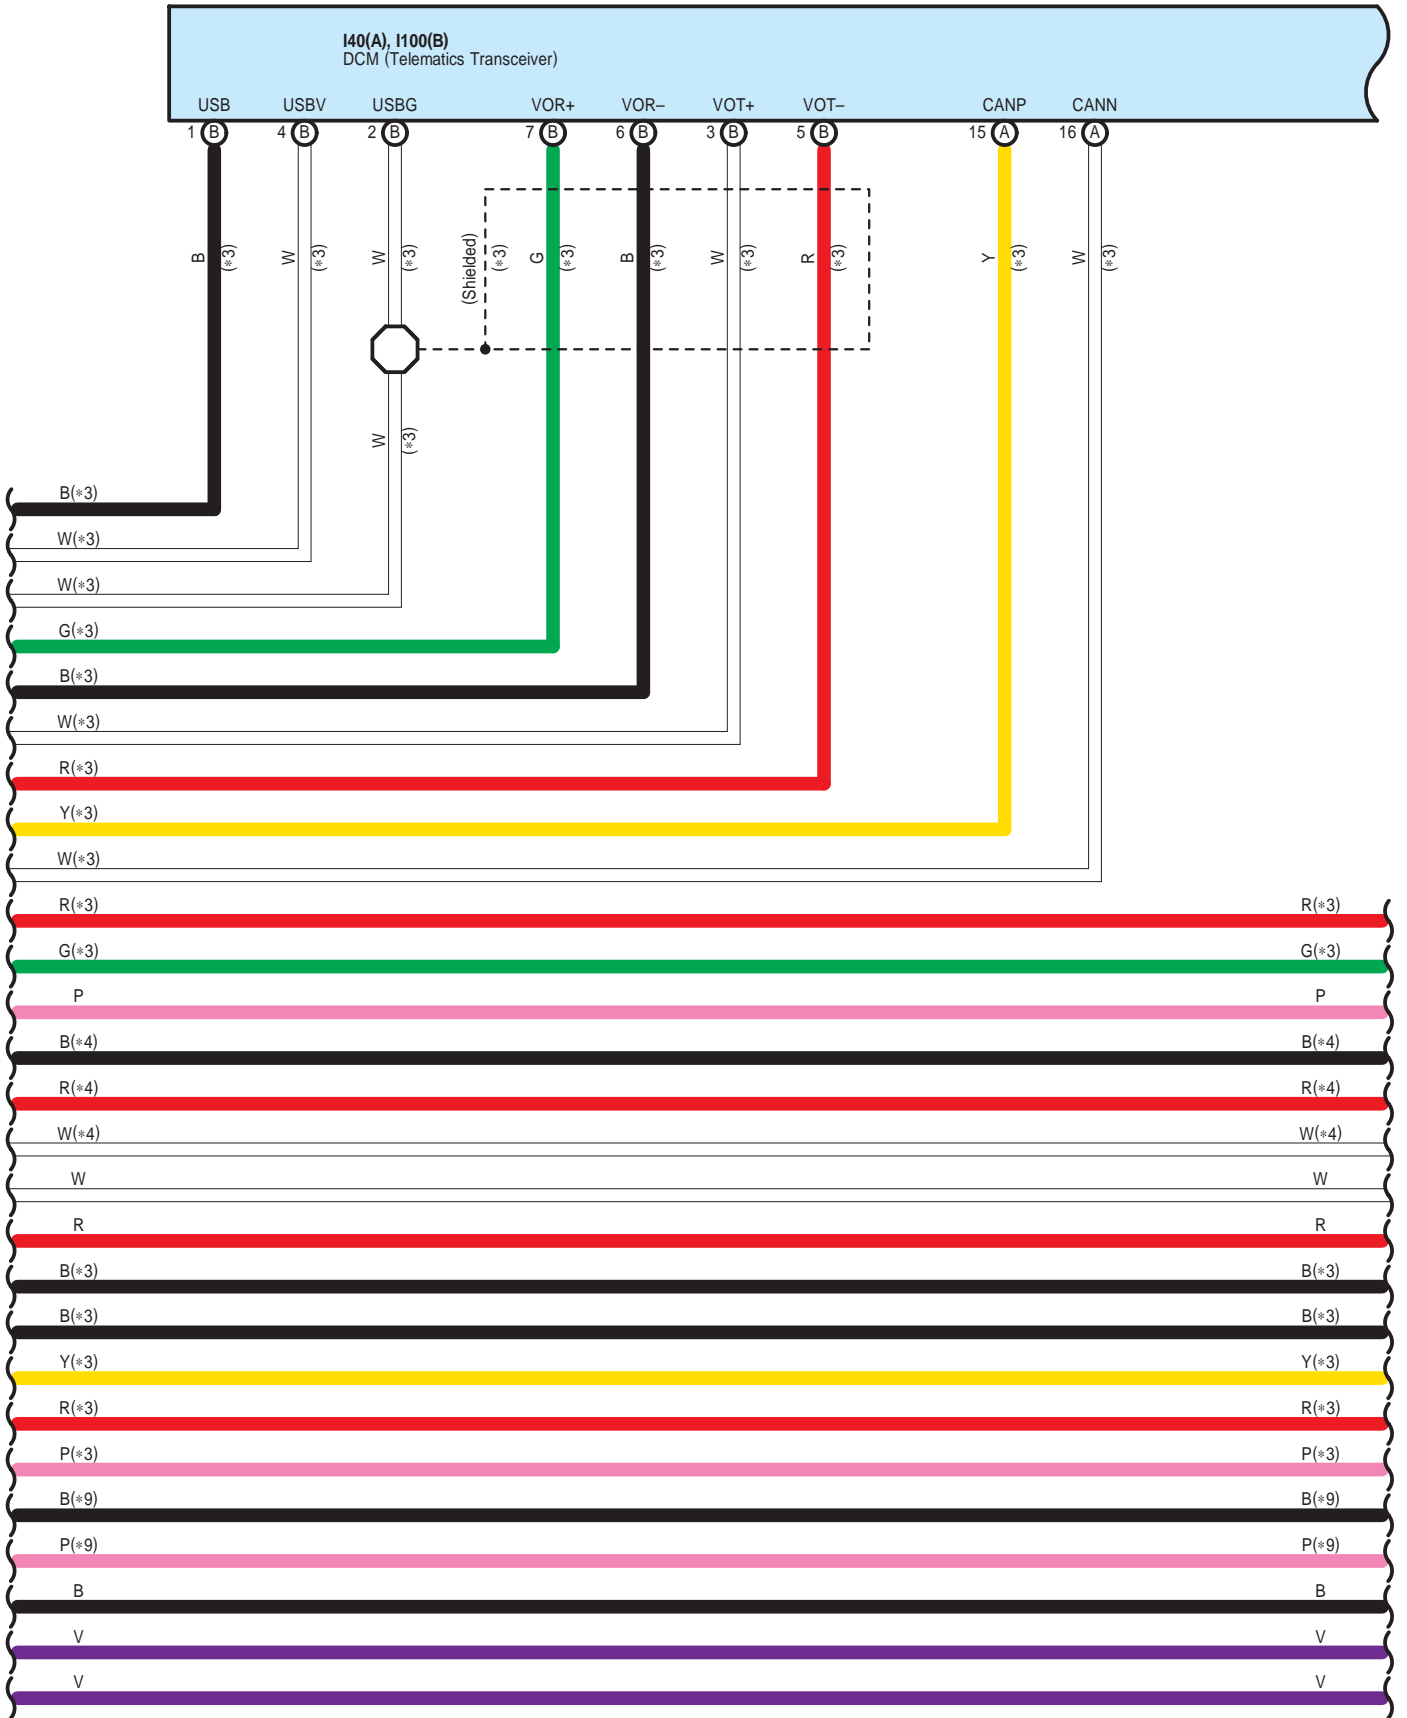 I40(A), I100(B)
DCM (Telematics Transceiver)
USB USBV USBG VOR+ VOR– VOT+ VOT– CANP CANN
1 B 4 B 2 B 7 B 6 B 3 B 5 B 15 A 16 A
B (*3) W (*3) W (*3) (Shielded) (*3) G (*3) B (*3) W (*3) R (*3) Y (*3) W (*3)
W (*3)
B(*3)
W(*3)
W(*3)
G(*3)
B(*3)
W(*3)
R(*3)
Y(*3)
W(*3)
R(*3) R(*3)
G(*3) G(*3)
P P
B(*4) B(*4)
R(*4) R(*4)
W(*4) W(*4)
W W
R R
B(*3) B(*3)
B(*3) B(*3)
Y(*3) Y(*3)
R(*3) R(*3)
P(*3) P(*3)
B(*9) B(*9)
P(*9) P(*9)
B B
V V
V V